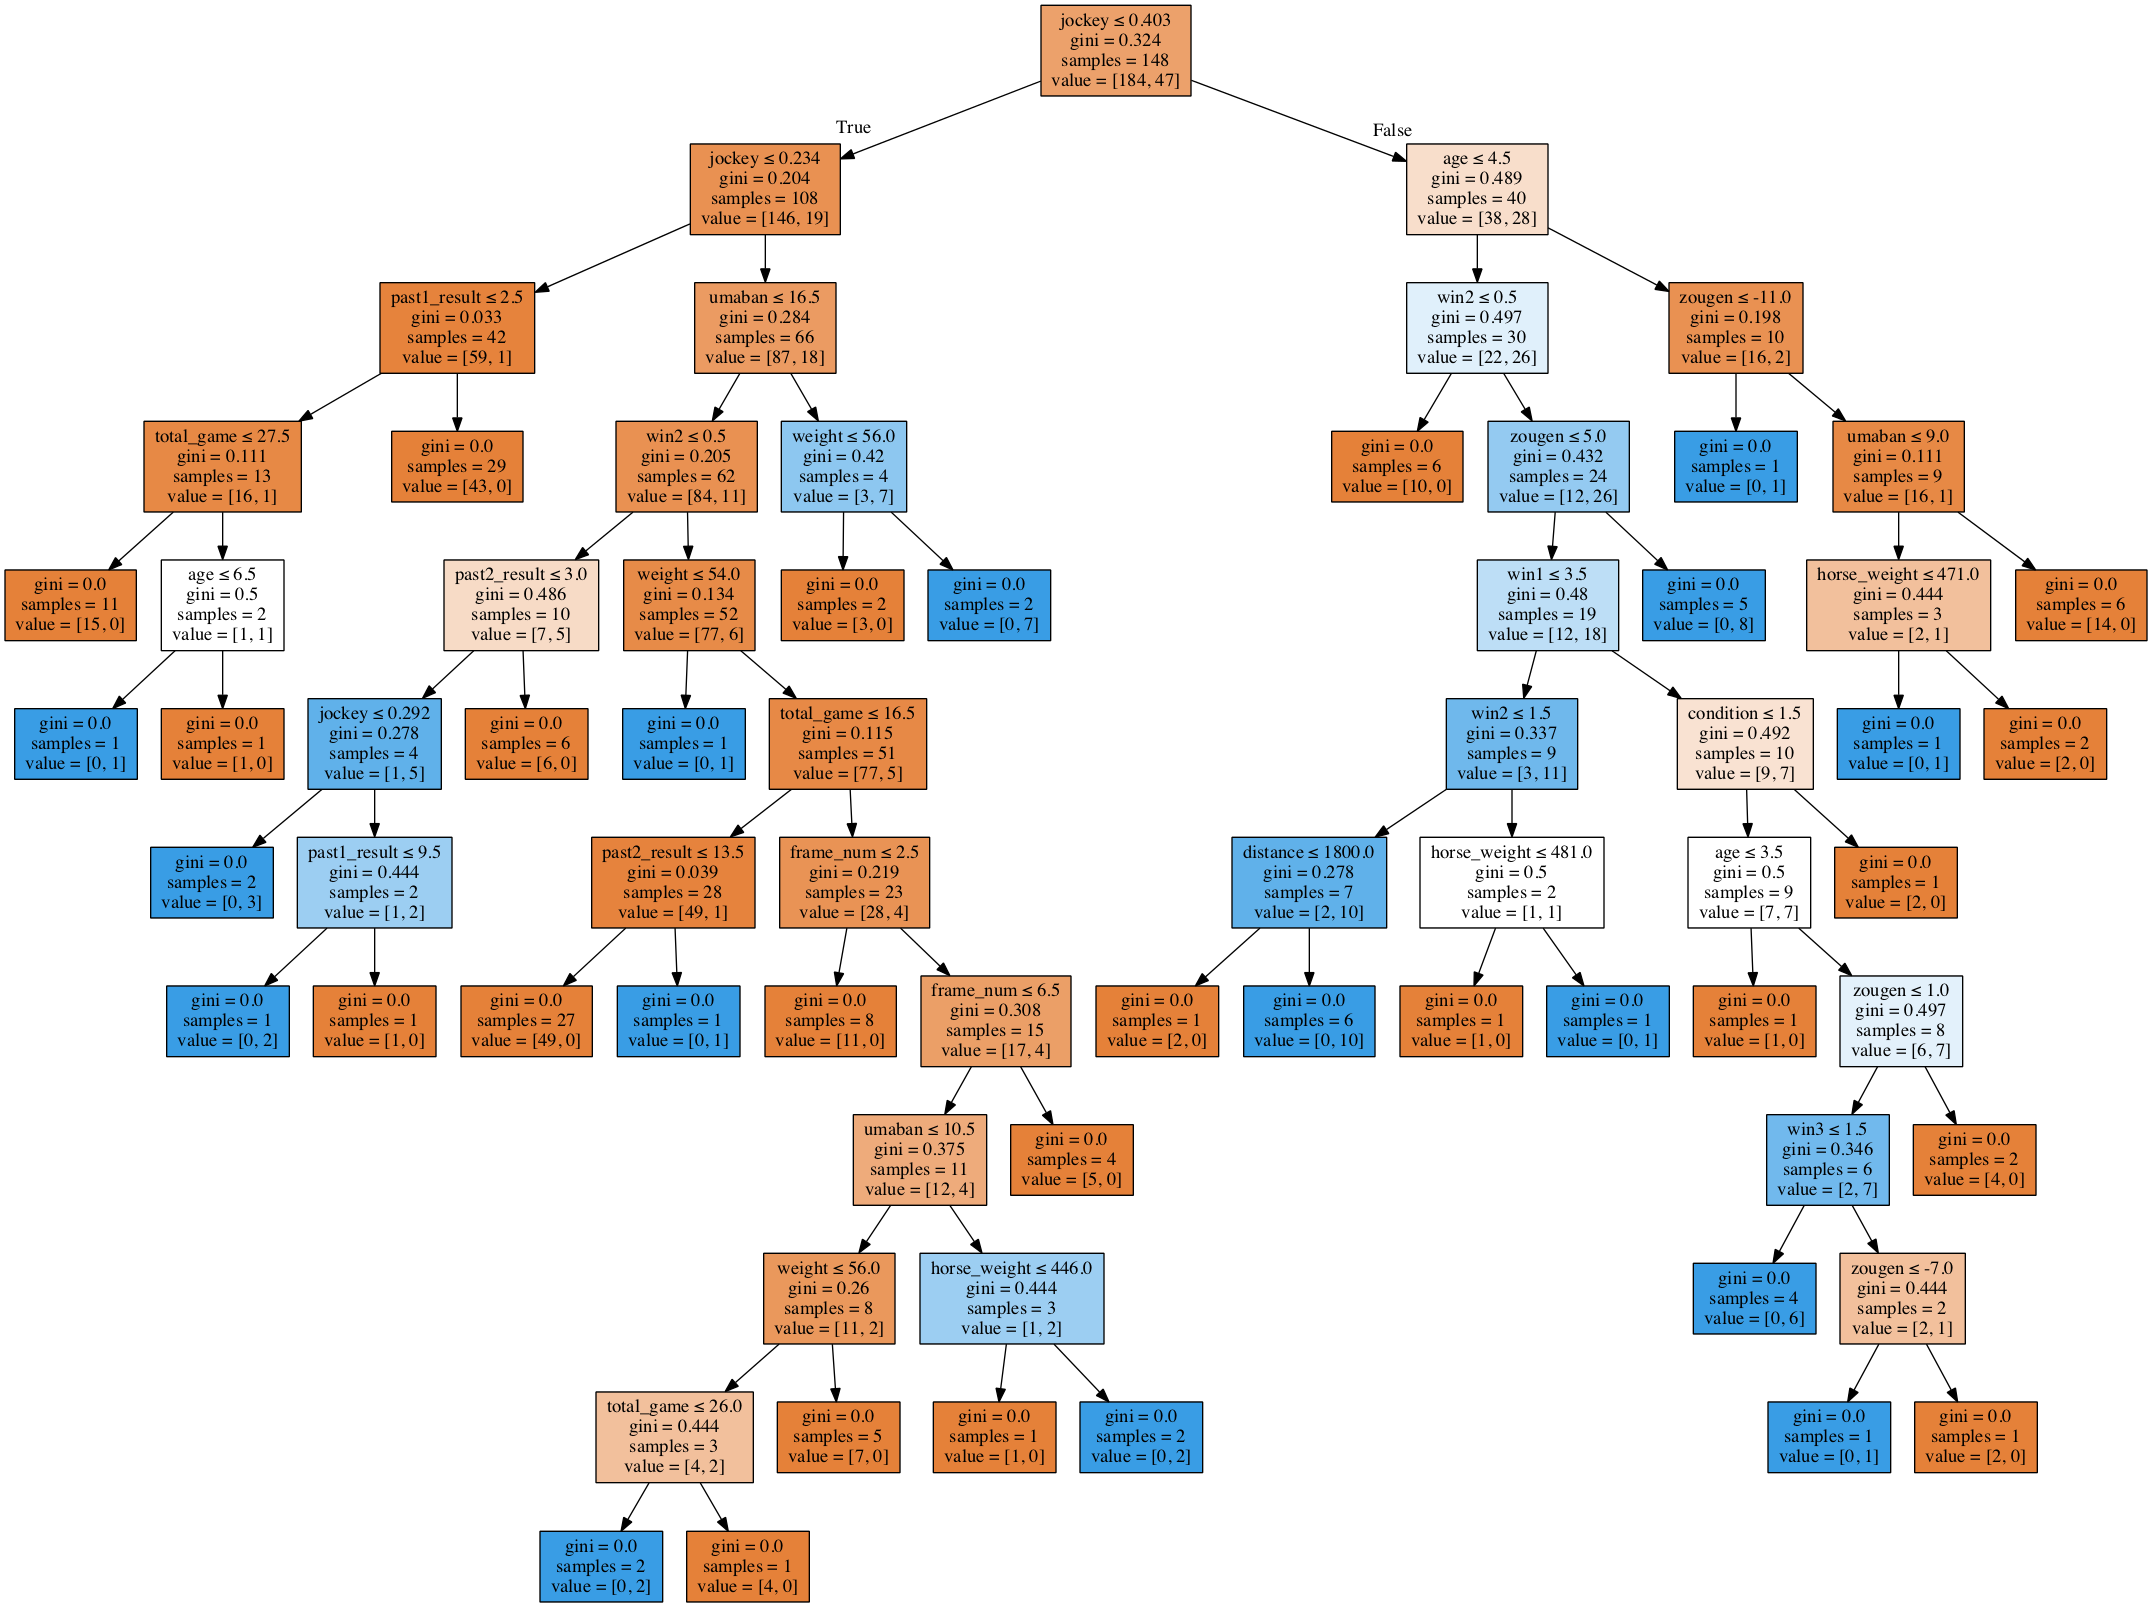 jockey ≤ 0.403
gini = 0.324
samples = 148
value = [184, 47]
True
False
jockey ≤ 0.234
gini = 0.204
samples = 108
value = [146, 19]
age ≤ 4.5
gini = 0.489
samples = 40
value = [38, 28]
past1_result ≤ 2.5
gini = 0.033
samples = 42
value = [59, 1]
umaban ≤ 16.5
gini = 0.284
samples = 66
value = [87, 18]
win2 ≤ 0.5
gini = 0.497
samples = 30
value = [22, 26]
zougen ≤ -11.0
gini = 0.198
samples = 10
value = [16, 2]
total_game ≤ 27.5
gini = 0.111
samples = 13
value = [16, 1]
gini = 0.0
samples = 29
value = [43, 0]
win2 ≤ 0.5
gini = 0.205
samples = 62
value = [84, 11]
weight ≤ 56.0
gini = 0.42
samples = 4
value = [3, 7]
gini = 0.0
samples = 6
value = [10, 0]
zougen ≤ 5.0
gini = 0.432
samples = 24
value = [12, 26]
gini = 0.0
samples = 1
value = [0, 1]
umaban ≤ 9.0
gini = 0.111
samples = 9
value = [16, 1]
gini = 0.0
samples = 11
value = [15, 0]
age ≤ 6.5
gini = 0.5
samples = 2
value = [1, 1]
past2_result ≤ 3.0
gini = 0.486
samples = 10
value = [7, 5]
weight ≤ 54.0
gini = 0.134
samples = 52
value = [77, 6]
gini = 0.0
samples = 2
value = [3, 0]
gini = 0.0
samples = 2
value = [0, 7]
win1 ≤ 3.5
gini = 0.48
samples = 19
value = [12, 18]
gini = 0.0
samples = 5
value = [0, 8]
horse_weight ≤ 471.0
gini = 0.444
samples = 3
value = [2, 1]
gini = 0.0
samples = 6
value = [14, 0]
gini = 0.0
samples = 1
value = [0, 1]
gini = 0.0
samples = 1
value = [1, 0]
jockey ≤ 0.292
gini = 0.278
samples = 4
value = [1, 5]
gini = 0.0
samples = 6
value = [6, 0]
gini = 0.0
samples = 1
value = [0, 1]
total_game ≤ 16.5
gini = 0.115
samples = 51
value = [77, 5]
win2 ≤ 1.5
gini = 0.337
samples = 9
value = [3, 11]
condition ≤ 1.5
gini = 0.492
samples = 10
value = [9, 7]
gini = 0.0
samples = 1
value = [0, 1]
gini = 0.0
samples = 2
value = [2, 0]
gini = 0.0
samples = 2
value = [0, 3]
past1_result ≤ 9.5
gini = 0.444
samples = 2
value = [1, 2]
past2_result ≤ 13.5
gini = 0.039
samples = 28
value = [49, 1]
frame_num ≤ 2.5
gini = 0.219
samples = 23
value = [28, 4]
distance ≤ 1800.0
gini = 0.278
samples = 7
value = [2, 10]
horse_weight ≤ 481.0
gini = 0.5
samples = 2
value = [1, 1]
age ≤ 3.5
gini = 0.5
samples = 9
value = [7, 7]
gini = 0.0
samples = 1
value = [2, 0]
gini = 0.0
samples = 1
value = [0, 2]
gini = 0.0
samples = 1
value = [1, 0]
gini = 0.0
samples = 27
value = [49, 0]
gini = 0.0
samples = 1
value = [0, 1]
gini = 0.0
samples = 8
value = [11, 0]
frame_num ≤ 6.5
gini = 0.308
samples = 15
value = [17, 4]
gini = 0.0
samples = 1
value = [2, 0]
gini = 0.0
samples = 6
value = [0, 10]
gini = 0.0
samples = 1
value = [1, 0]
gini = 0.0
samples = 1
value = [0, 1]
gini = 0.0
samples = 1
value = [1, 0]
zougen ≤ 1.0
gini = 0.497
samples = 8
value = [6, 7]
umaban ≤ 10.5
gini = 0.375
samples = 11
value = [12, 4]
gini = 0.0
samples = 4
value = [5, 0]
win3 ≤ 1.5
gini = 0.346
samples = 6
value = [2, 7]
gini = 0.0
samples = 2
value = [4, 0]
weight ≤ 56.0
gini = 0.26
samples = 8
value = [11, 2]
horse_weight ≤ 446.0
gini = 0.444
samples = 3
value = [1, 2]
gini = 0.0
samples = 4
value = [0, 6]
zougen ≤ -7.0
gini = 0.444
samples = 2
value = [2, 1]
total_game ≤ 26.0
gini = 0.444
samples = 3
value = [4, 2]
gini = 0.0
samples = 5
value = [7, 0]
gini = 0.0
samples = 1
value = [1, 0]
gini = 0.0
samples = 2
value = [0, 2]
gini = 0.0
samples = 1
value = [0, 1]
gini = 0.0
samples = 1
value = [2, 0]
gini = 0.0
samples = 2
value = [0, 2]
gini = 0.0
samples = 1
value = [4, 0]